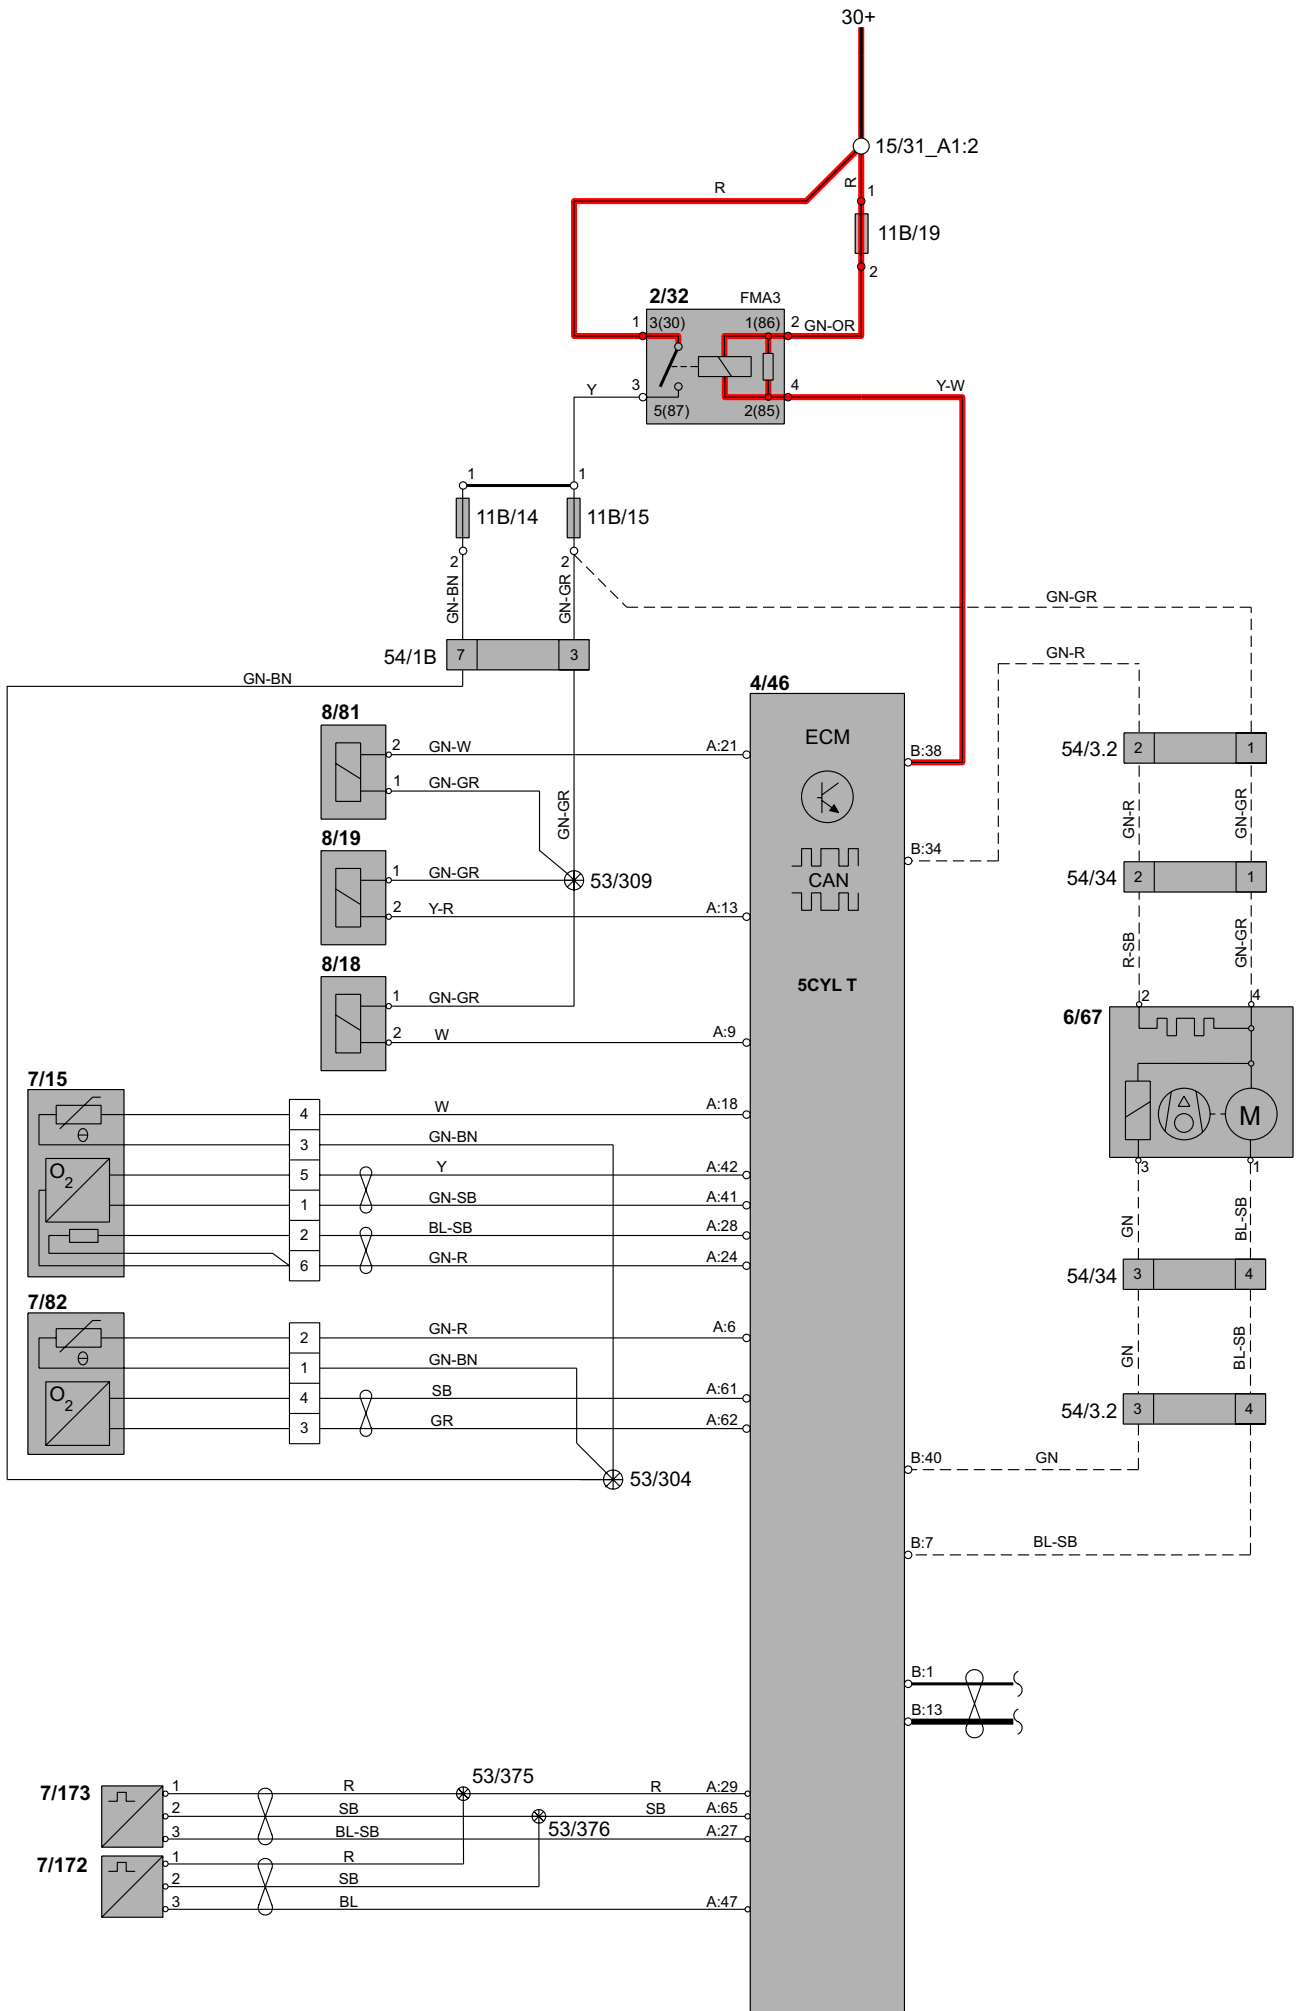 30+
15/31_A1:2
R
R
1
11B/19
2
2/32
FMA3
1
3(30)
1(86)
2
GN-OR
Y
3
5(87)
2(85)
4
Y-W
1
1
11B/14
11B/15
2
2
GN-BN
GN-GR
GN-GR
54/1B
7
3
GN-R
GN-BN
4/46
8/81
ECM
2
GN-W
A:21
B:38
54/3.2
2
1
1
GN-GR
GN-GR
GN-R
GN-GR
8/19
B:34
1
GN-GR
53/309
CAN
54/34
2
1
2
Y-R
A:13
R-SB
GN-GR
8/18
5CYL T
1
GN-GR
2
4
6/67
2
W
A:9
7/15
4
W
A:18
M
θ
3
GN-BN
O2
5
Y
A:42
3
1
1
GN-SB
A:41
GN
BL-SB
2
BL-SB
A:28
6
GN-R
A:24
54/34
3
4
7/82
2
GN-R
A:6
GN
BL-SB
θ
1
GN-BN
O2
4
SB
A:61
54/3.2
3
4
3
GR
A:62
B:40
GN
53/304
B:7
BL-SB
B:1
B:13
53/375
7/173
1
R
R
A:29
2
SB
SB
A:65
53/376
3
BL-SB
A:27
7/172
1
R
2
SB
3
BL
A:47